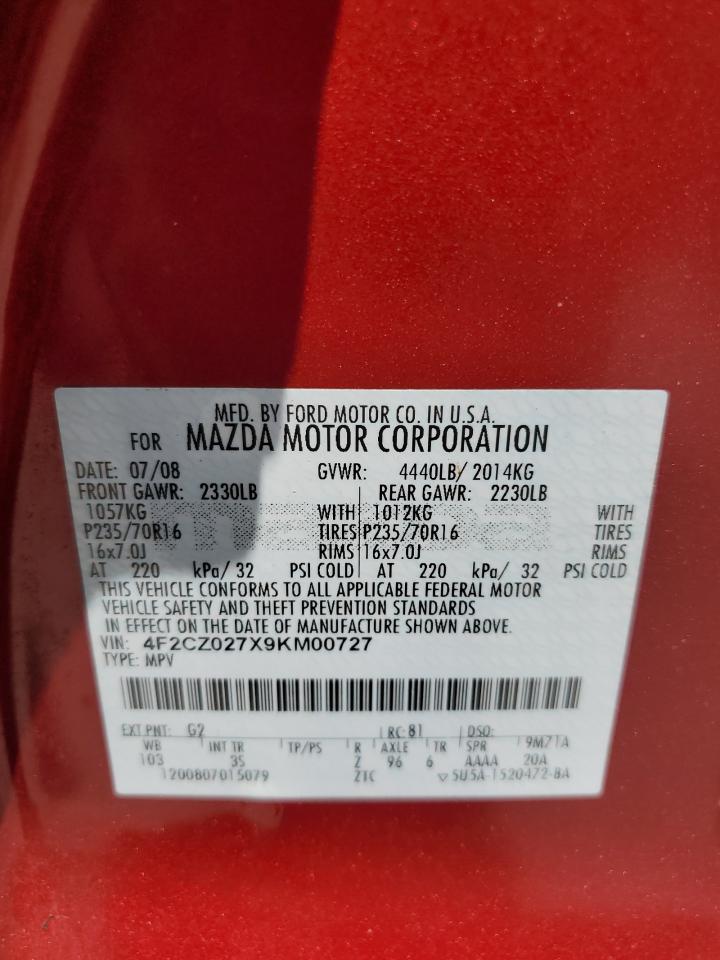 MFD. BY FORD MOTOR CO. IN U.S.A.
FOR MAZDA MOTOR CORPORATION
DATE: 07/08 GVWR: 4440LB/ 2014KG
FRONT GAWR: 2330LB REAR GAWR: 2230LB
1057KG WITH 1012KG WITH
P235/70R16 TIRES P235/70R16 TIRES
16x7.0J RIMS 16x7.0J RIMS
AT 220 kPa/ 32 PSI COLD AT 220 kPa/ 32 PSI COLD
THIS VEHICLE CONFORMS TO ALL APPLICABLE FEDERAL MOTOR
VEHICLE SAFETY AND THEFT PREVENTION STANDARDS
IN EFFECT ON THE DATE OF MANUFACTURE SHOWN ABOVE.
VIN: 4F2CZ027X9KM00727
TYPE: MPV
EXT PNT: G2 RC: 81 DSO:
WB INT TR TP/PS R AXLE TR SPR 9MZ1A
103 3S Z 96 6 AAAA 20A
1200807015079 ZTC 5U5A-1520472-BA